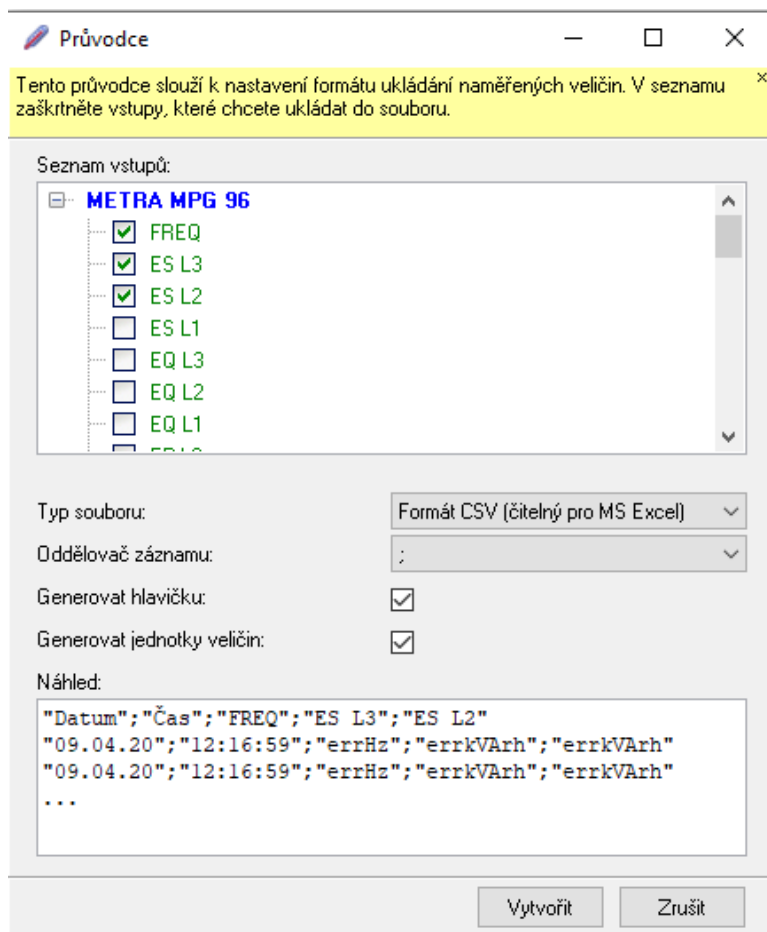 Průvodce
Tento průvodce slouží k nastavení formátu ukládání naměřených veličin. V seznamu
zaškrtněte vstupy, které chcete ukládat do souboru.
Seznam vstupů:
METRA MPG 96
FREQ
ES L3
ES L2
ES L1
EQ L3
EQ L2
EQ L1
Typ souboru: Formát CSV (čitelný pro MS Excel)
Oddělovač záznamu: ;
Generovat hlavičku:
Generovat jednotky veličin:
Náhled:
"Datum";"Čas";"FREQ";"ES L3";"ES L2"
"09.04.20";"12:16:59";"errHz";"errkVArh";"errkVArh"
"09.04.20";"12:16:59";"errHz";"errkVArh";"errkVArh"
...
Vytvořit Zrušit